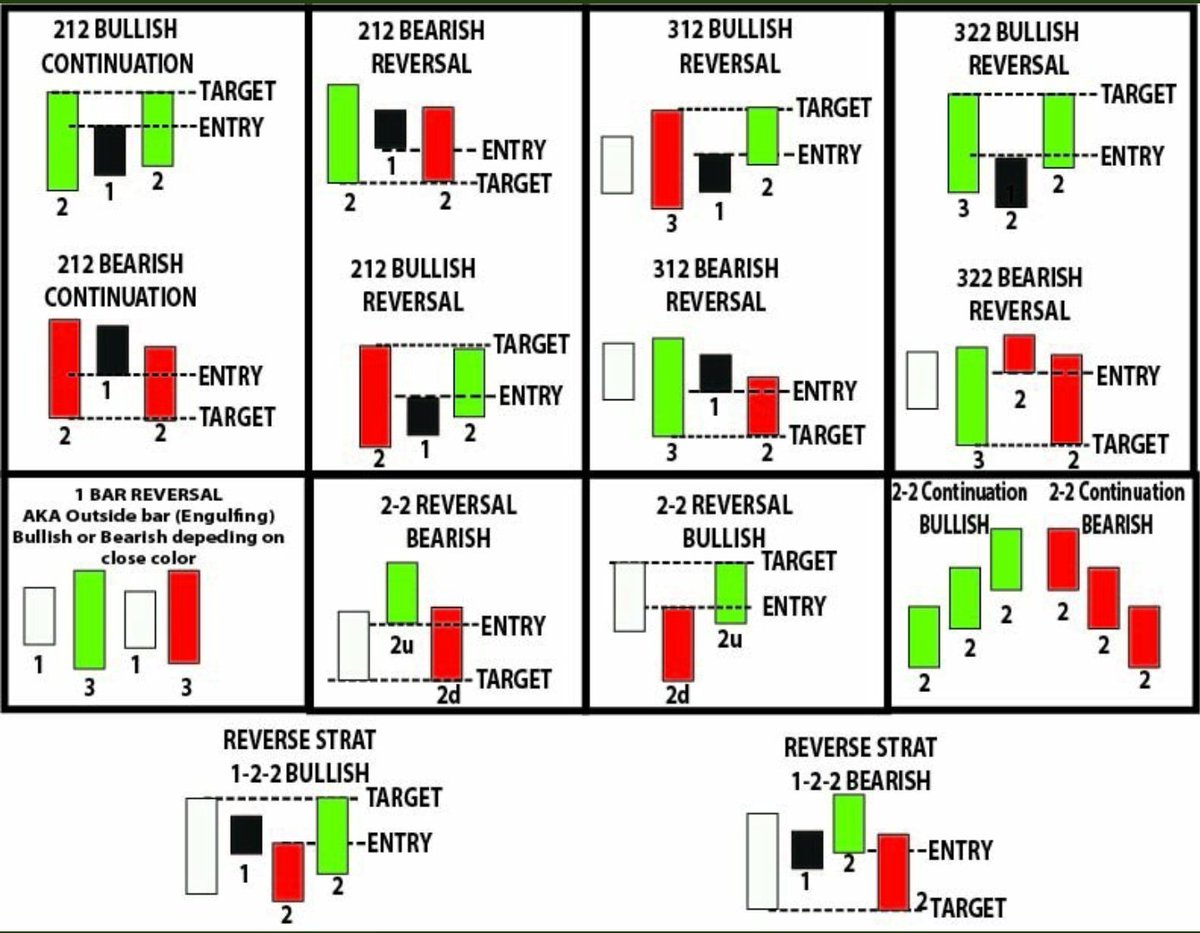 212 BULLISH
CONTINUATION
TARGET
ENTRY
2
1
2
212 BEARISH
CONTINUATION
ENTRY
TARGET
1
2
2
212 BEARISH
REVERSAL
ENTRY
TARGET
1
2
2
212 BULLISH
REVERSAL
TARGET
ENTRY
2
1
2
312 BULLISH
REVERSAL
TARGET
ENTRY
3
1
2
312 BEARISH
REVERSAL
ENTRY
TARGET
1
3
2
322 BULLISH
REVERSAL
TARGET
ENTRY
3
1
2
2
322 BEARISH
REVERSAL
ENTRY
TARGET
2
3
2
1 BAR REVERSAL
AKA Outside bar (Engulfing)
Bullish or Bearish depeding on
close color
1
3
1
3
2-2 REVERSAL
BEARISH
ENTRY
TARGET
2u
2d
2-2 REVERSAL
BULLISH
TARGET
ENTRY
2u
2d
2-2 Continuation
BULLISH
2
2
2
2-2 Continuation
BEARISH
2
2
2
REVERSE STRAT
1-2-2 BULLISH
TARGET
ENTRY
1
2
2
REVERSE STRAT
1-2-2 BEARISH
ENTRY
TARGET
1
2
2